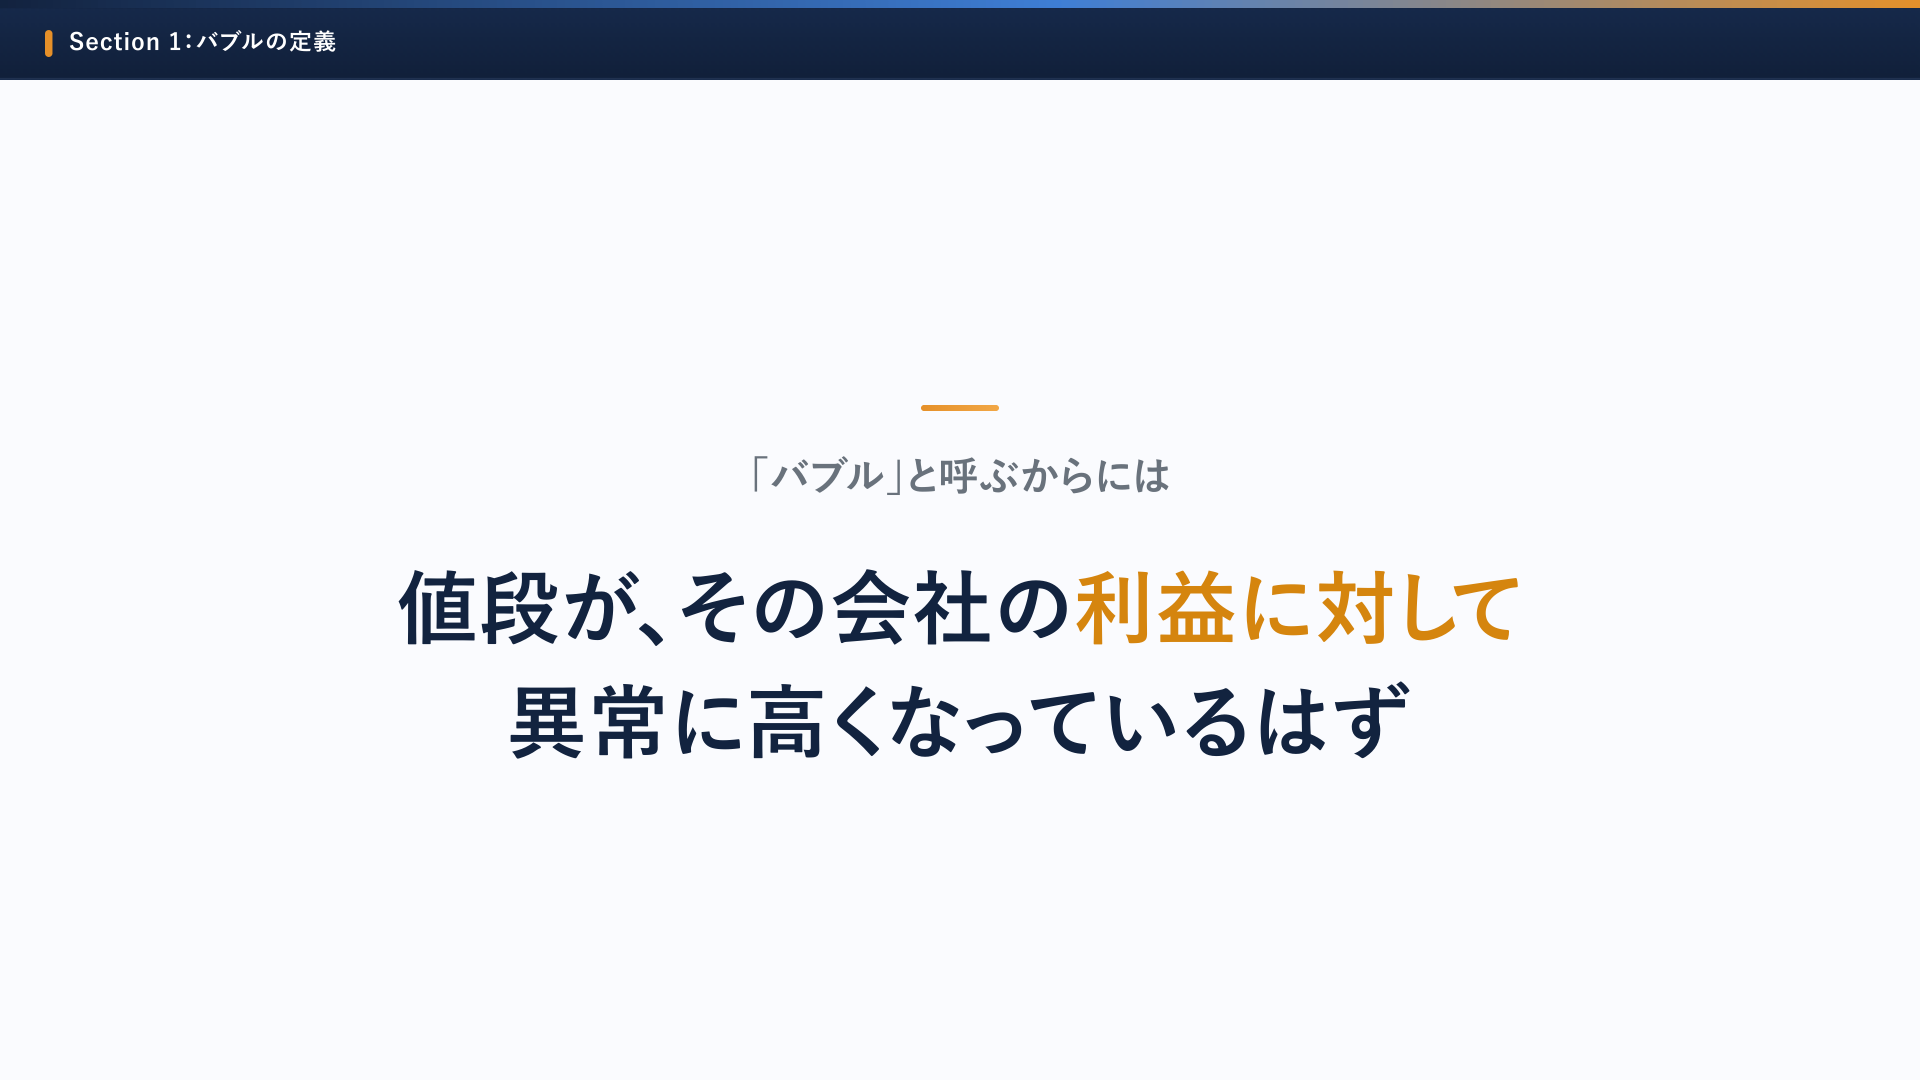 Section 1：バブルの定義
「バブル」と呼ぶからには
値段が、その会社の利益に対して
異常に高くなっているはず